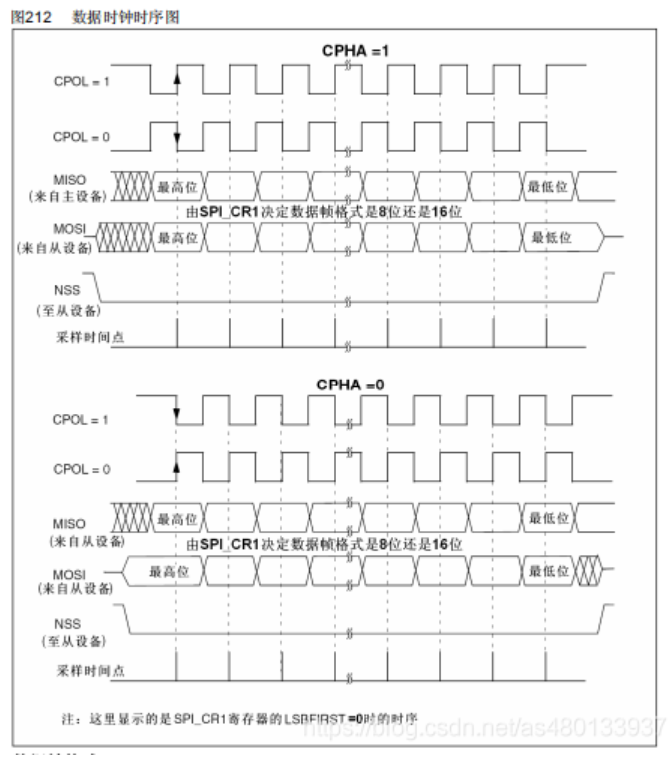 图212 数据时钟时序图
CPHA =1
CPOL = 1
CPOL = 0
MISO
(来自主设备)
最高位 最低位
由SPI_CR1决定数据帧格式是8位还是16位
MOSI
(来自从设备)
最高位 最低位
NSS
(至从设备)
采样时间点
CPHA =0
CPOL = 1
CPOL = 0
MISO
(来自从设备)
最高位 最低位
由SPI_CR1决定数据帧格式是8位还是16位
MOSI
(来自从设备)
最高位 最低位
NSS
(至从设备)
采样时间点
注：这里显示的是SPI_CR1寄存器的LSBFIRST=0时的时序
https://blog.csdn.net/as480133937